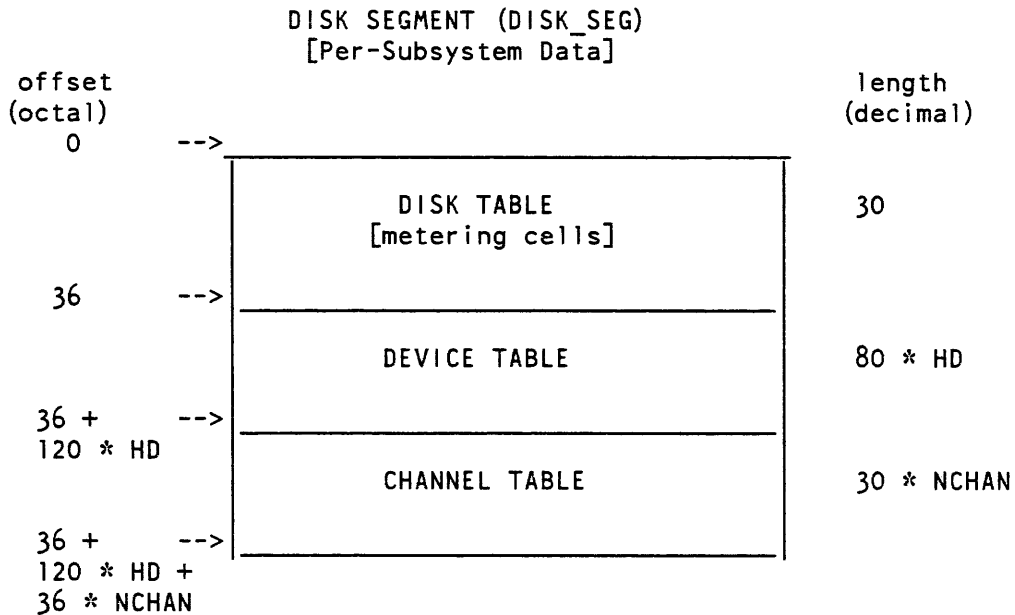 DISK SEGMENT (DISK_SEG)
[Per-Subsystem Data]
offset length
(octal) (decimal)
0 -->
DISK TABLE 30
[metering cells]
36 -->
DEVICE TABLE 80 * HD
36 + -->
120 * HD
CHANNEL TABLE 30 * NCHAN
36 + -->
120 * HD +
36 * NCHAN